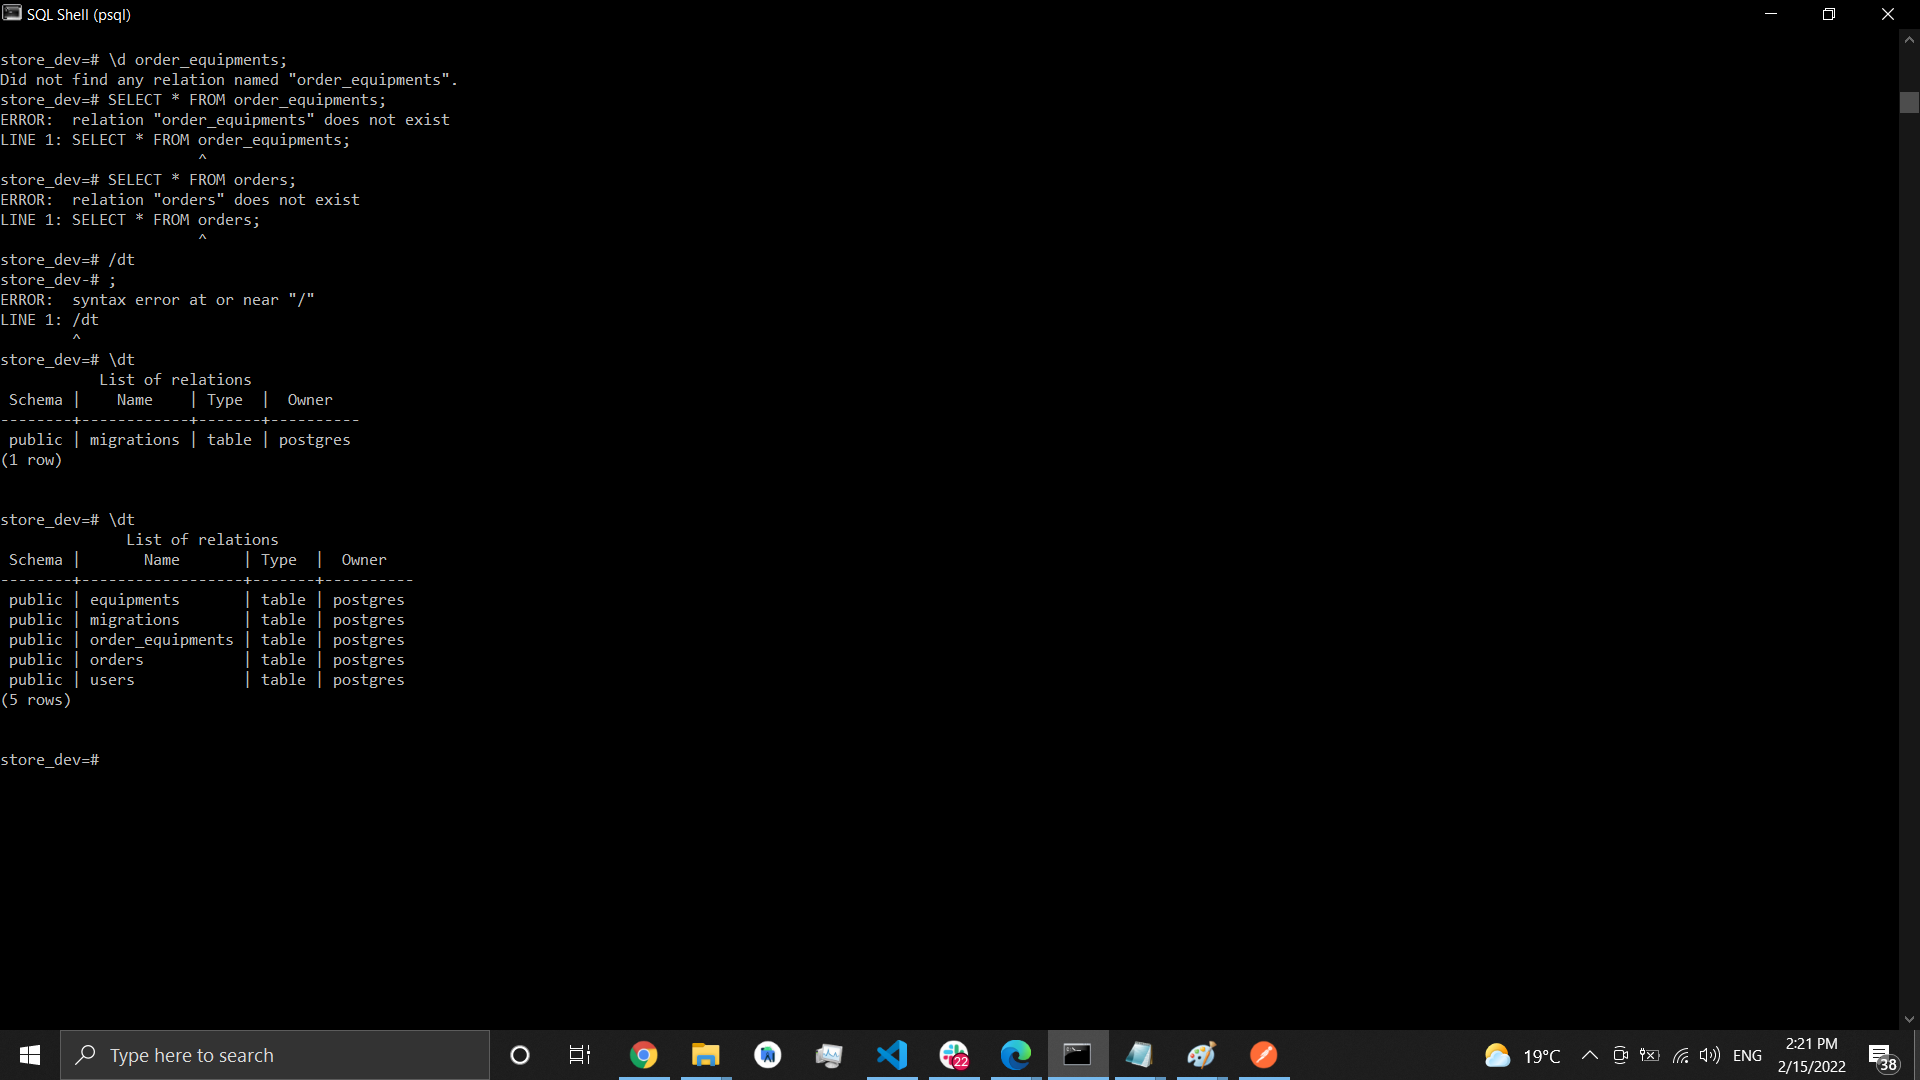 SQL Shell (psql)
store_dev=# \d order_equipments;
Did not find any relation named "order_equipments".
store_dev=# SELECT * FROM order_equipments;
ERROR:  relation "order_equipments" does not exist
LINE 1: SELECT * FROM order_equipments;
                      ^
store_dev=# SELECT * FROM orders;
ERROR:  relation "orders" does not exist
LINE 1: SELECT * FROM orders;
                      ^
store_dev=# /dt
store_dev-# ;
ERROR:  syntax error at or near "/"
LINE 1: /dt
        ^
store_dev=# \dt
           List of relations
 Schema |    Name    | Type  |  Owner
--------+------------+-------+----------
 public | migrations | table | postgres
(1 row)
store_dev=# \dt
              List of relations
 Schema |       Name       | Type  |  Owner
--------+------------------+-------+----------
 public | equipments       | table | postgres
 public | migrations       | table | postgres
 public | order_equipments | table | postgres
 public | orders           | table | postgres
 public | users            | table | postgres
(5 rows)
store_dev=#
Type here to search
22
19°C
ENG
2:21 PM
2/15/2022
38